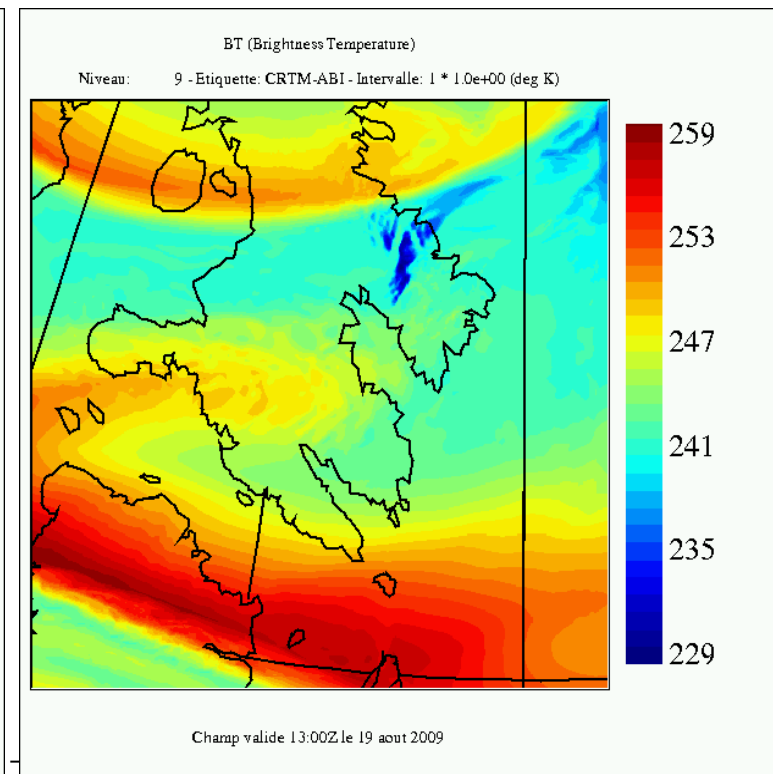 BT (Brightness Temperature)
Niveau: 9 - Etiquette: CRTM-ABI - Intervalle: 1 * 1.0e+00 (deg K)
259
253
247
241
235
229
Champ valide 13:00Z le 19 aout 2009